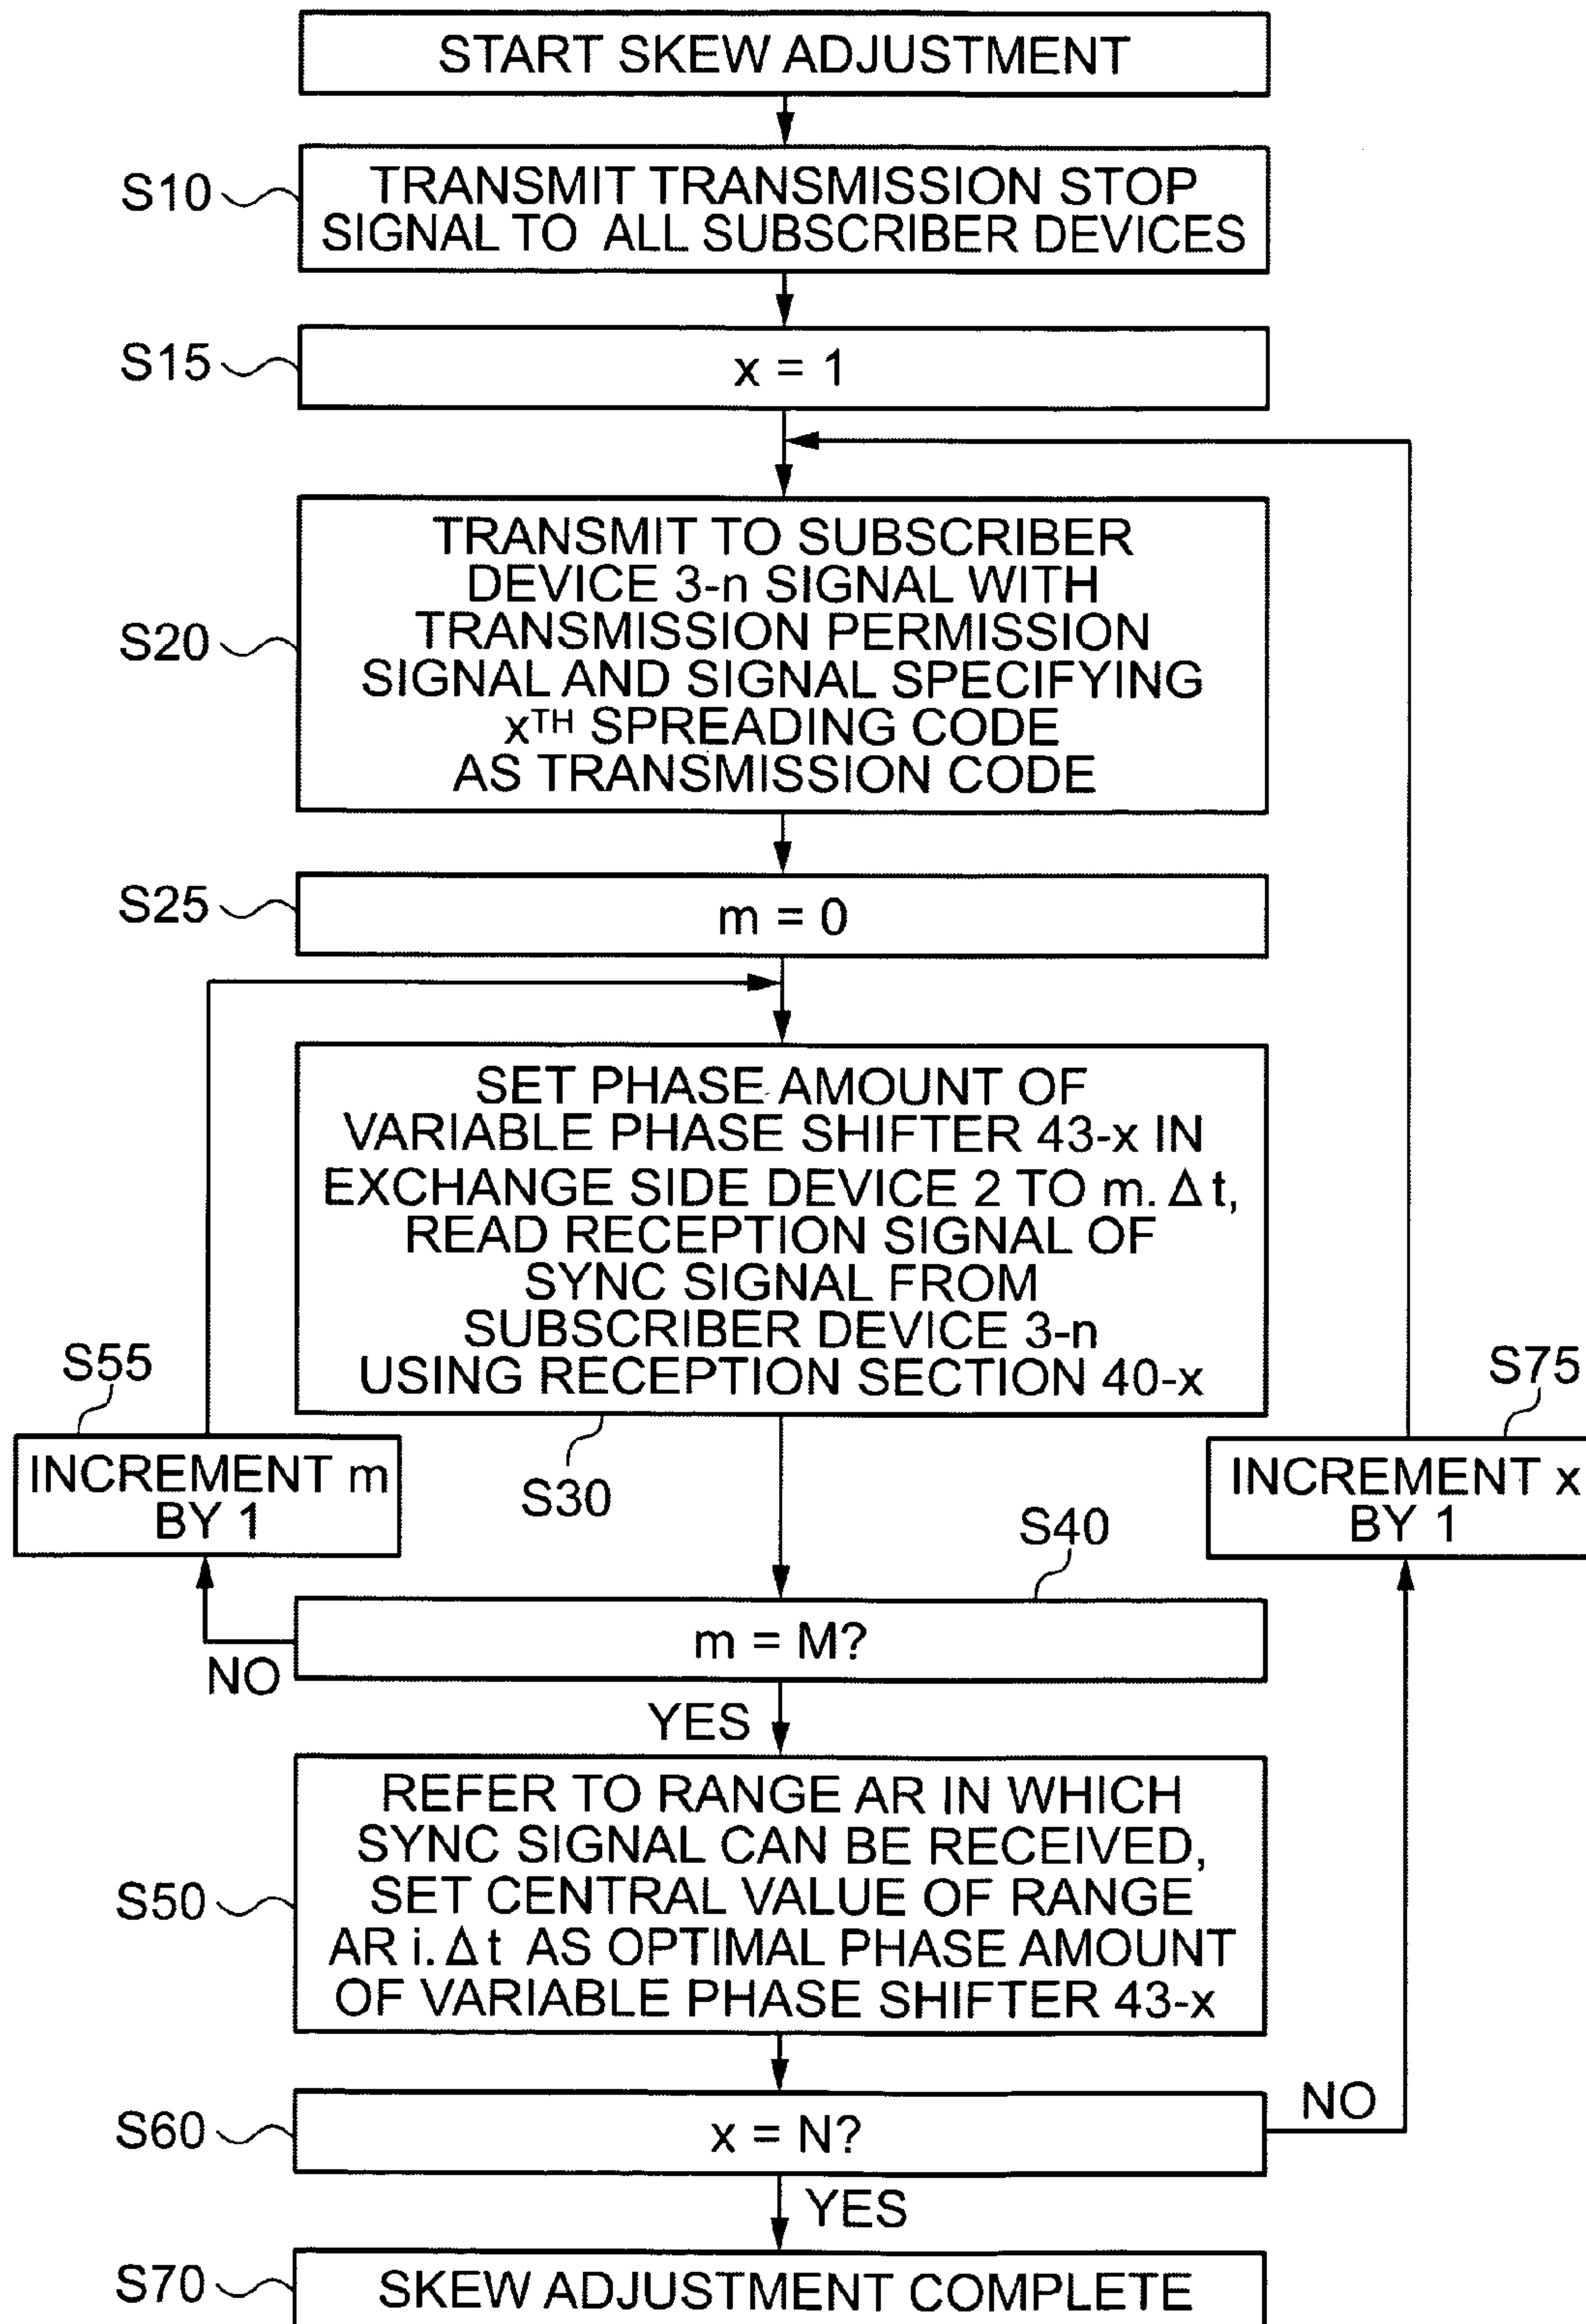 START SKEW ADJUSTMENT
S10
TRANSMIT TRANSMISSION STOP
SIGNAL TO ALL SUBSCRIBER DEVICES
S15
x = 1
S20
TRANSMIT TO SUBSCRIBER
DEVICE 3-n SIGNAL WITH
TRANSMISSION PERMISSION
SIGNAL AND SIGNAL SPECIFYING
xTH SPREADING CODE
AS TRANSMISSION CODE
S25
m = 0
SET PHASE AMOUNT OF
VARIABLE PHASE SHIFTER 43-x IN
EXCHANGE SIDE DEVICE 2 TO m. Δt,
READ RECEPTION SIGNAL OF
SYNC SIGNAL FROM
SUBSCRIBER DEVICE 3-n
USING RECEPTION SECTION 40-x
S30
S55
INCREMENT m
BY 1
S75
INCREMENT x
BY 1
S40
m = M?
NO
YES
S50
REFER TO RANGE AR IN WHICH
SYNC SIGNAL CAN BE RECEIVED,
SET CENTRAL VALUE OF RANGE
AR i. Δt AS OPTIMAL PHASE AMOUNT
OF VARIABLE PHASE SHIFTER 43-x
S60
x = N?
NO
YES
S70
SKEW ADJUSTMENT COMPLETE